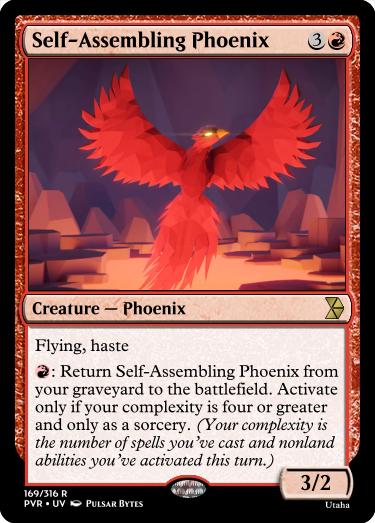 Self-Assembling Phoenix 3
Creature — Phoenix
Flying, haste
: Return Self-Assembling Phoenix from
your graveyard to the battlefield. Activate
only if your complexity is four or greater
and only as a sorcery. (Your complexity is
the number of spells you've cast and nonland
abilities you've activated this turn.)
3/2
169/316 R
PVR • UV Pulsar Bytes
Utaha